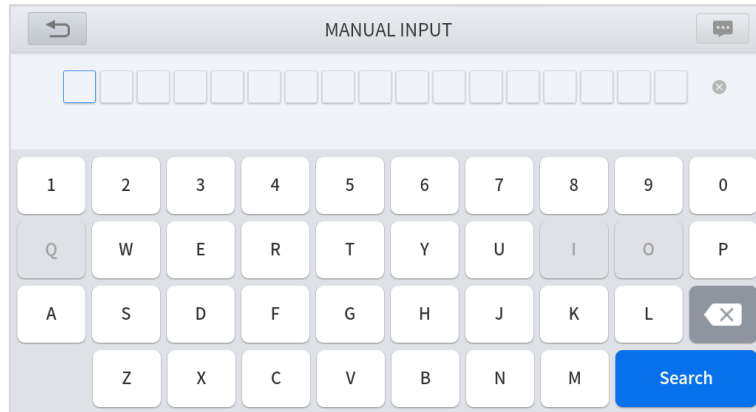 MANUAL INPUT
1 2 3 4 5 6 7 8 9 0
Q W E R T Y U I O P
A S D F G H J K L
Z X C V B N M Search